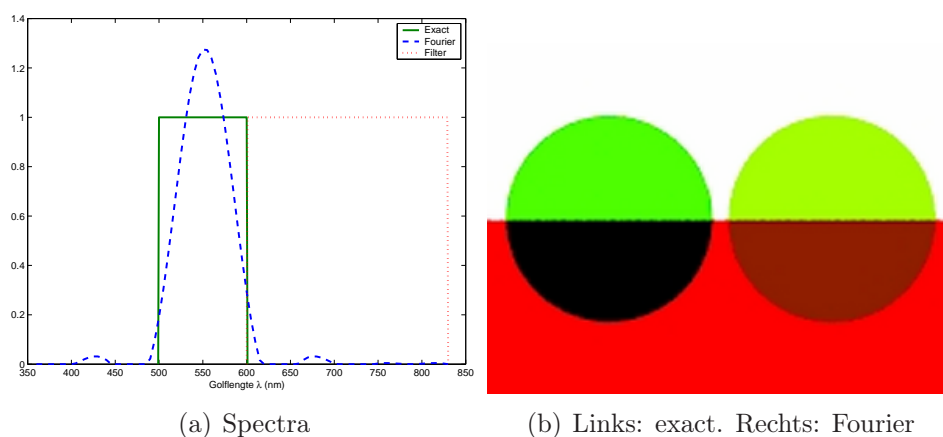 1.4
1.2
1
0.8
0.6
0.4
0.2
0
350 400 450 500 550 600 650 700 750 800 850
Golflengte λ (nm)
Exact
Fourier
Filter
(a) Spectra
(b) Links: exact. Rechts: Fourier